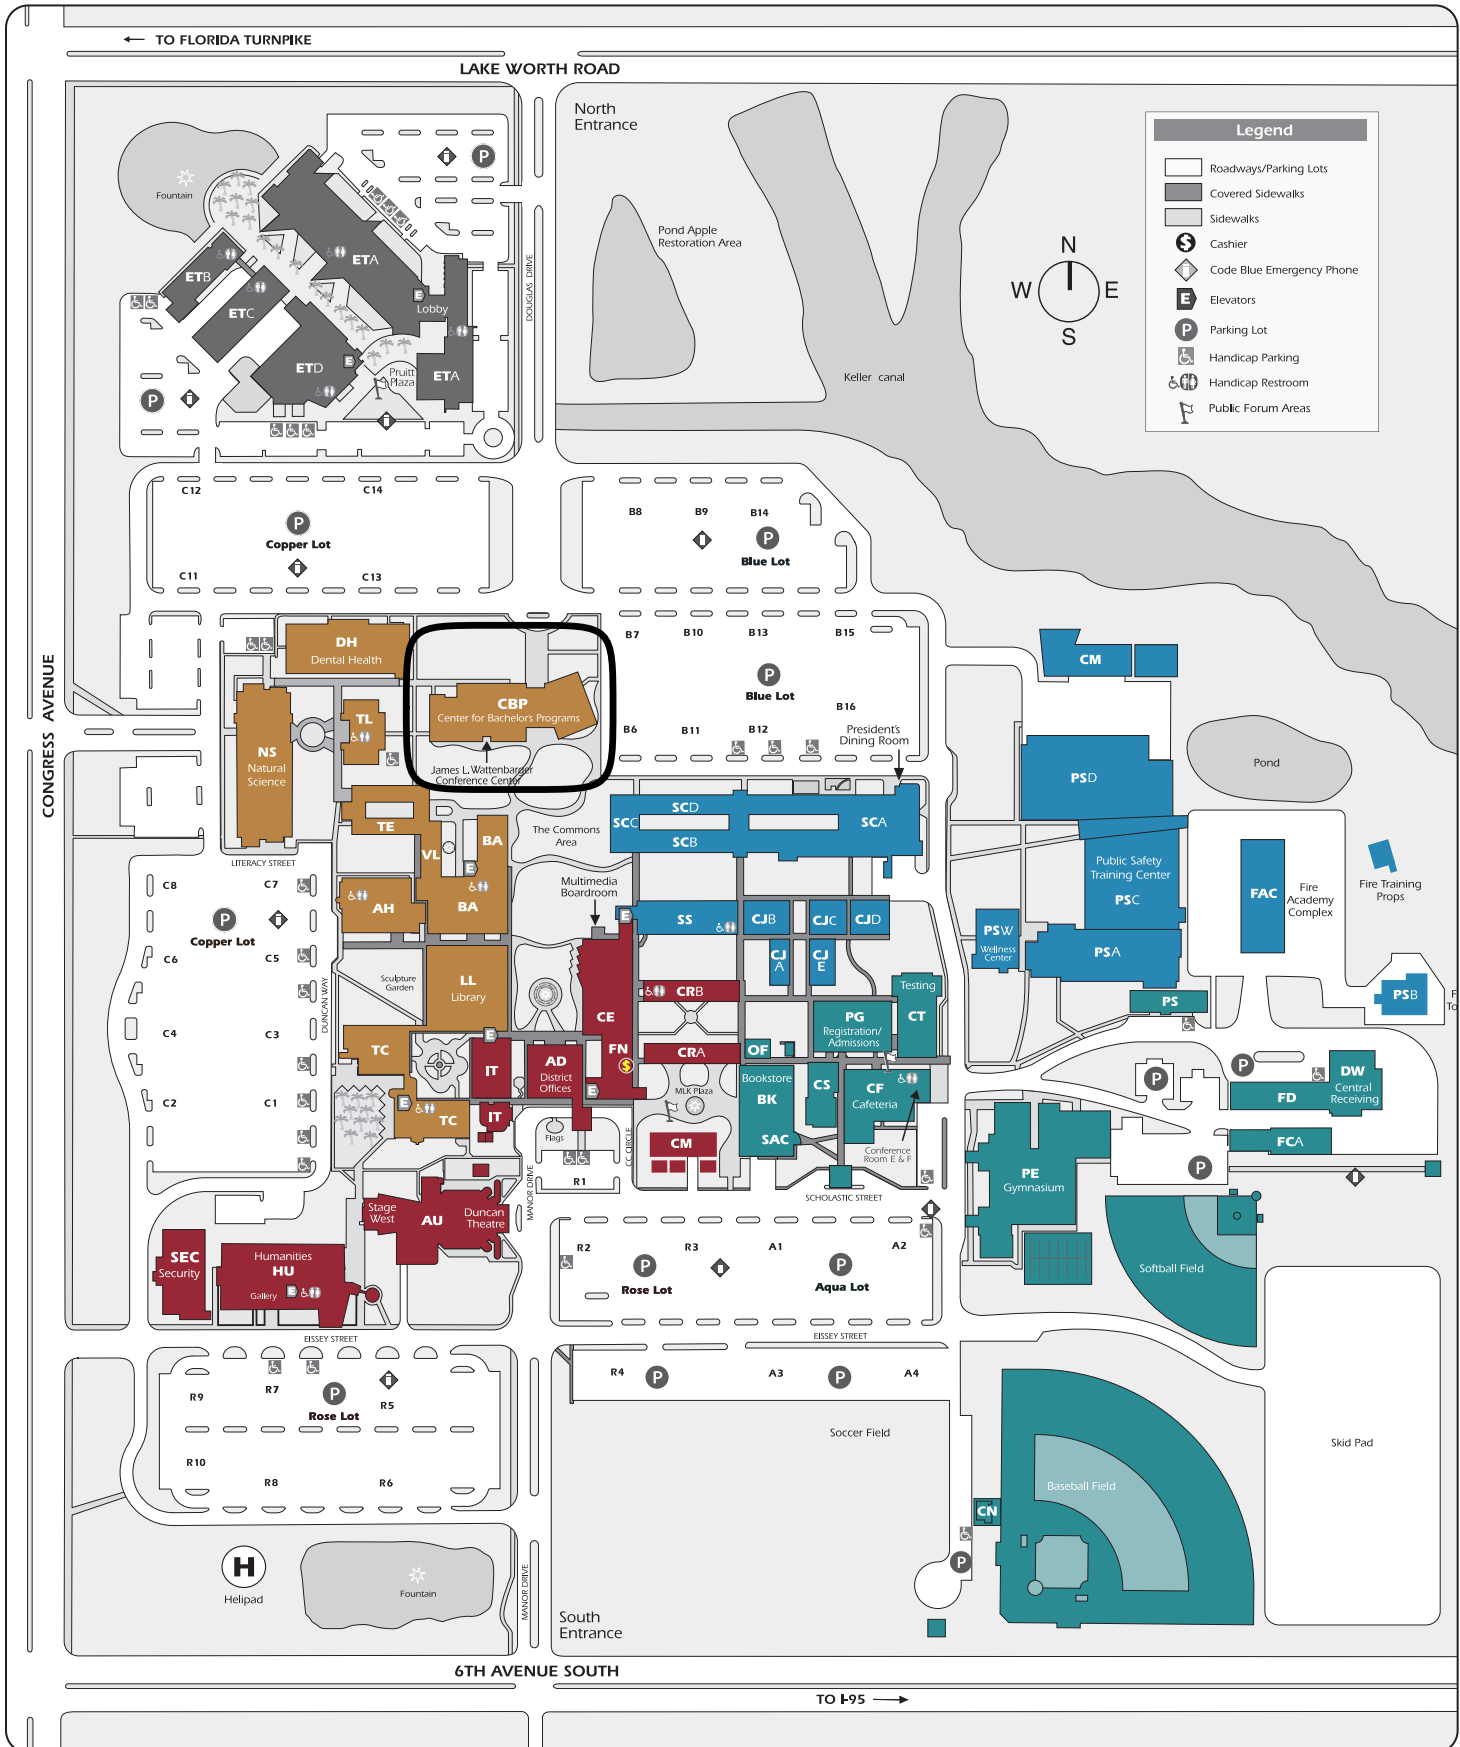 TO FLORIDA TURNPIKE
LAKE WORTH ROAD
North
Entrance
Legend
Roadways/Parking Lots
Covered Sidewalks
Sidewalks
$ Cashier
Code Blue Emergency Phone
E Elevators
P Parking Lot
Handicap Parking
Handicap Restroom
Public Forum Areas
N
W E
S
P
Fountain
ETA
ETB
ETC
E
Lobby
ETD
E
ETA
Pruitt
Plaza
P
DOUGLAS DRIVE
Pond Apple
Restoration Area
Keller canal
C12
C14
P
Copper Lot
C11
C13
B8
B9
B14
P
Blue Lot
CONGRESS AVENUE
DH
Dental Health
CBP
Center for Bachelor's Programs
James L. Wattenbarger
Conference Center
TL
NS
Natural
Science
B7
B10
B13
B15
P
Blue Lot
B16
B6
B11
B12
President's
Dining Room
CM
PSD
Pond
TE
VL
BA
E
BA
The Commons
Area
SCD
SCC
SCA
SCB
LITERACY STREET
C8
C7
P
Copper Lot
C6
C5
AH
Multimedia
Boardroom
E
SS
CJB
CJC
CJD
CJ
A
CJ
E
Public Safety
Training Center
PSC
PSW
Wellness
Center
PSA
FAC
Fire
Academy
Complex
Fire Training
Props
PSB
F
To
PS
Sculpture
Garden
LL
Library
DUNCAN WAY
C4
C3
C2
C1
TC
E
E
TC
IT
IT
AD
District
Offices
CE
FN
$
E
CRB
CRA
OF
PG
Registration/
Admissions
Testing
CT
MLK Plaza
Bookstore
BK
SAC
CS
CF
Cafeteria
Conference
Room E & F
CM
Flags
R1
CC CIRCLE
MANOR DRIVE
SCHOLASTIC STREET
P
P
DW
Central
Receiving
FD
FCA
P
PE
Gymnasium
Softball Field
Stage
West
AU
Duncan
Theatre
SEC
Security
Humanities
HU
Gallery
E
EISSEY STREET
R2
R3
A1
A2
P
Rose Lot
P
Aqua Lot
EISSEY STREET
R4
P
A3
P
A4
R9
R7
P
Rose Lot
R5
R10
R8
R6
Soccer Field
Skid Pad
Baseball Field
CN
P
H
Helipad
Fountain
MANOR DRIVE
South
Entrance
6TH AVENUE SOUTH
TO I-95